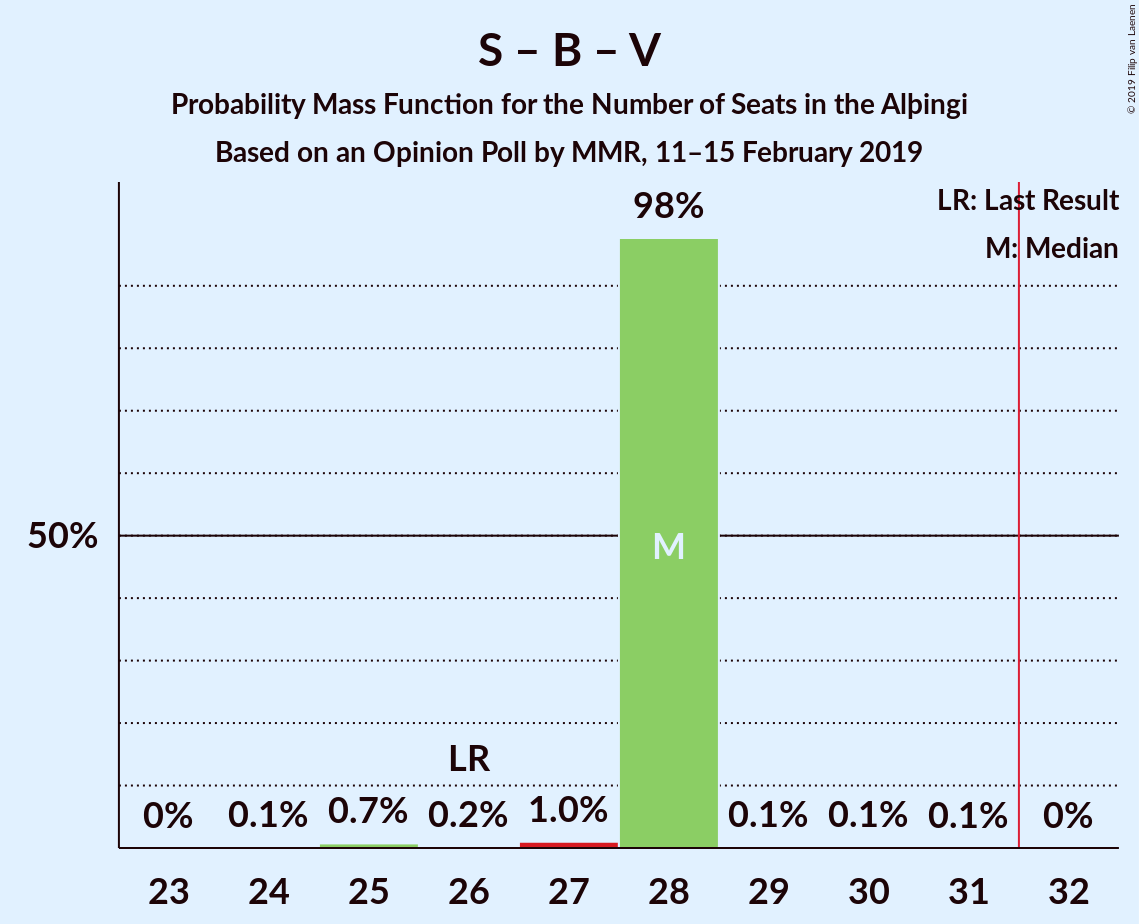 S – B – V
Probability Mass Function for the Number of Seats in the Alþingi
Based on an Opinion Poll by MMR, 11–15 February 2019
© 2019 Filip van Laenen
LR: Last Result
M: Median
98%
50%
M
LR
0% 0.1% 0.7% 0.2% 1.0% 0.1% 0.1% 0.1% 0%
23 24 25 26 27 28 29 30 31 32